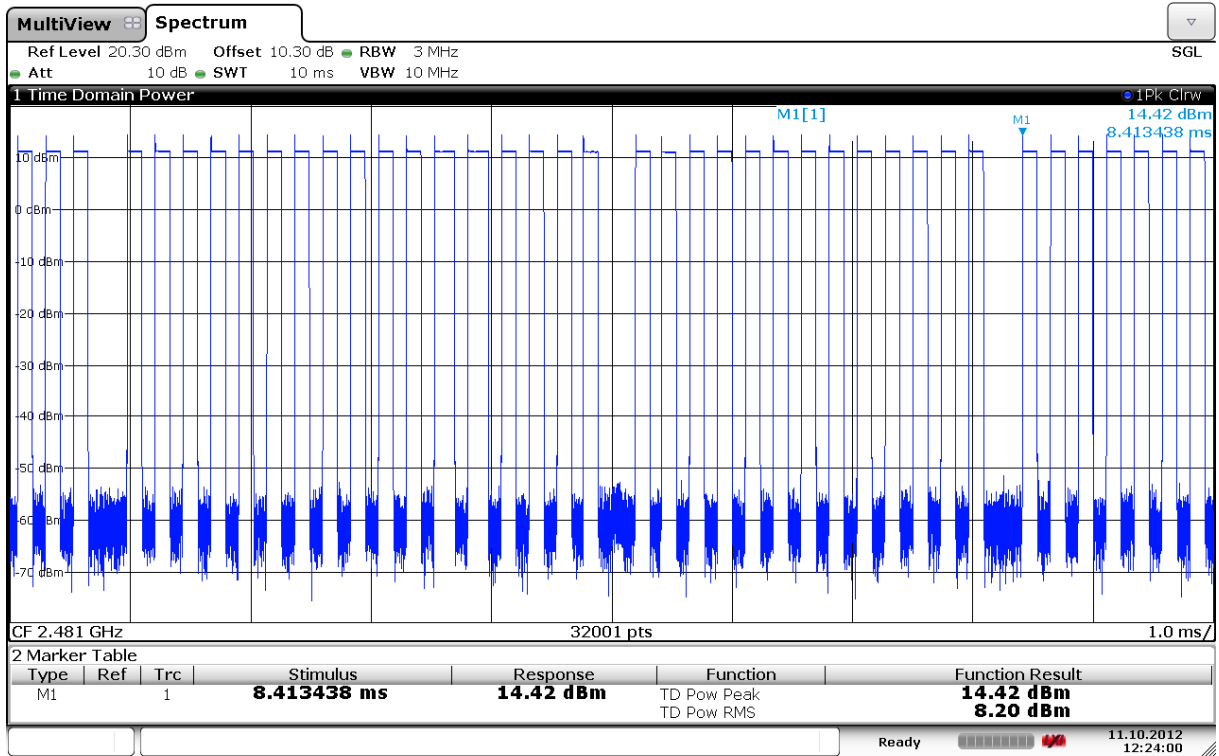 MultiView Spectrum
Ref Level 20.30 dBm Offset 10.30 dB RBW 3 MHz SGL
Att 10 dB SWT 10 ms VBW 10 MHz
1 Time Domain Power 1Pk Clrw
M1[1] 14.42 dBm
8.413438 ms
M1
10 dBm
0 dBm
-10 dBm
-20 dBm
-30 dBm
-40 dBm
-50 dBm
-60 dBm
-70 dBm
CF 2.481 GHz 32001 pts 1.0 ms/
2 Marker Table
Type Ref Trc Stimulus Response Function Function Result
M1 1 8.413438 ms 14.42 dBm TD Pow Peak 14.42 dBm
TD Pow RMS 8.20 dBm
Ready 11.10.2012
12:24:00